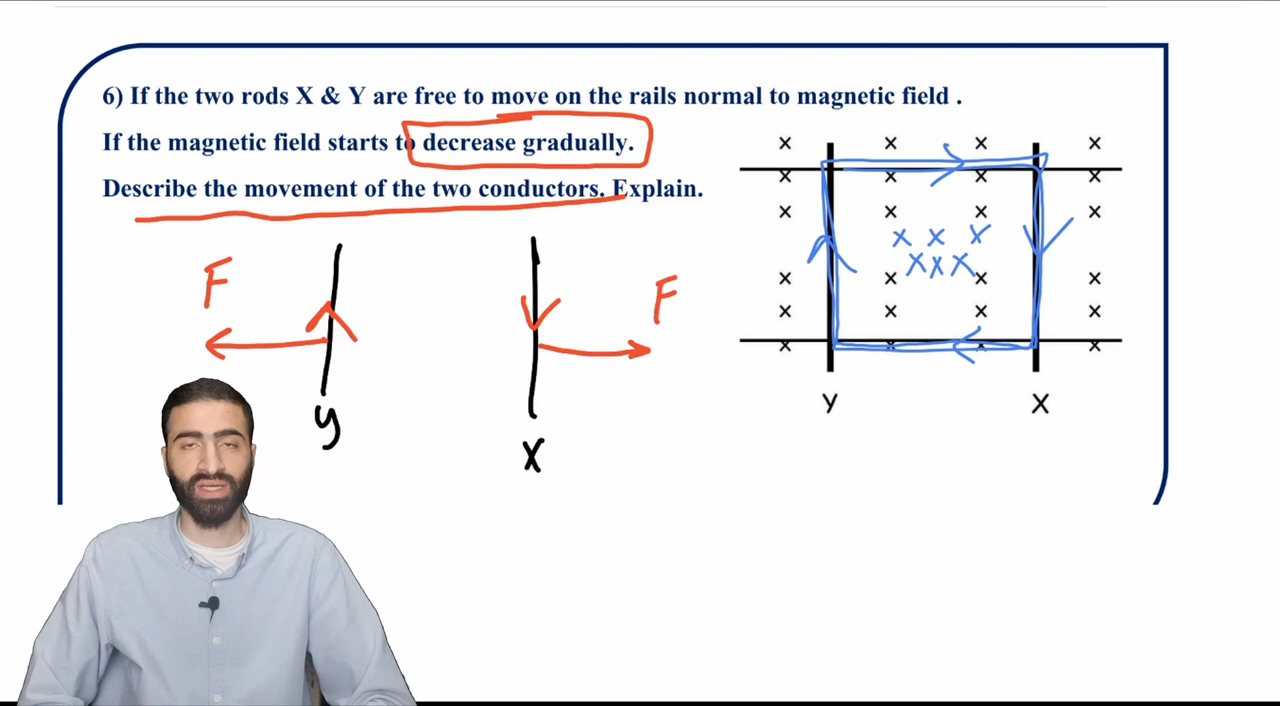 6) If the two rods X & Y are free to move on the rails normal to magnetic field .
If the magnetic field starts to decrease gradually.
Describe the movement of the two conductors. Explain.
F
F
y
x
x x x x
x x x x
x x x x
x x x
x x x
x x x x
x x x x
x x x x
Y X